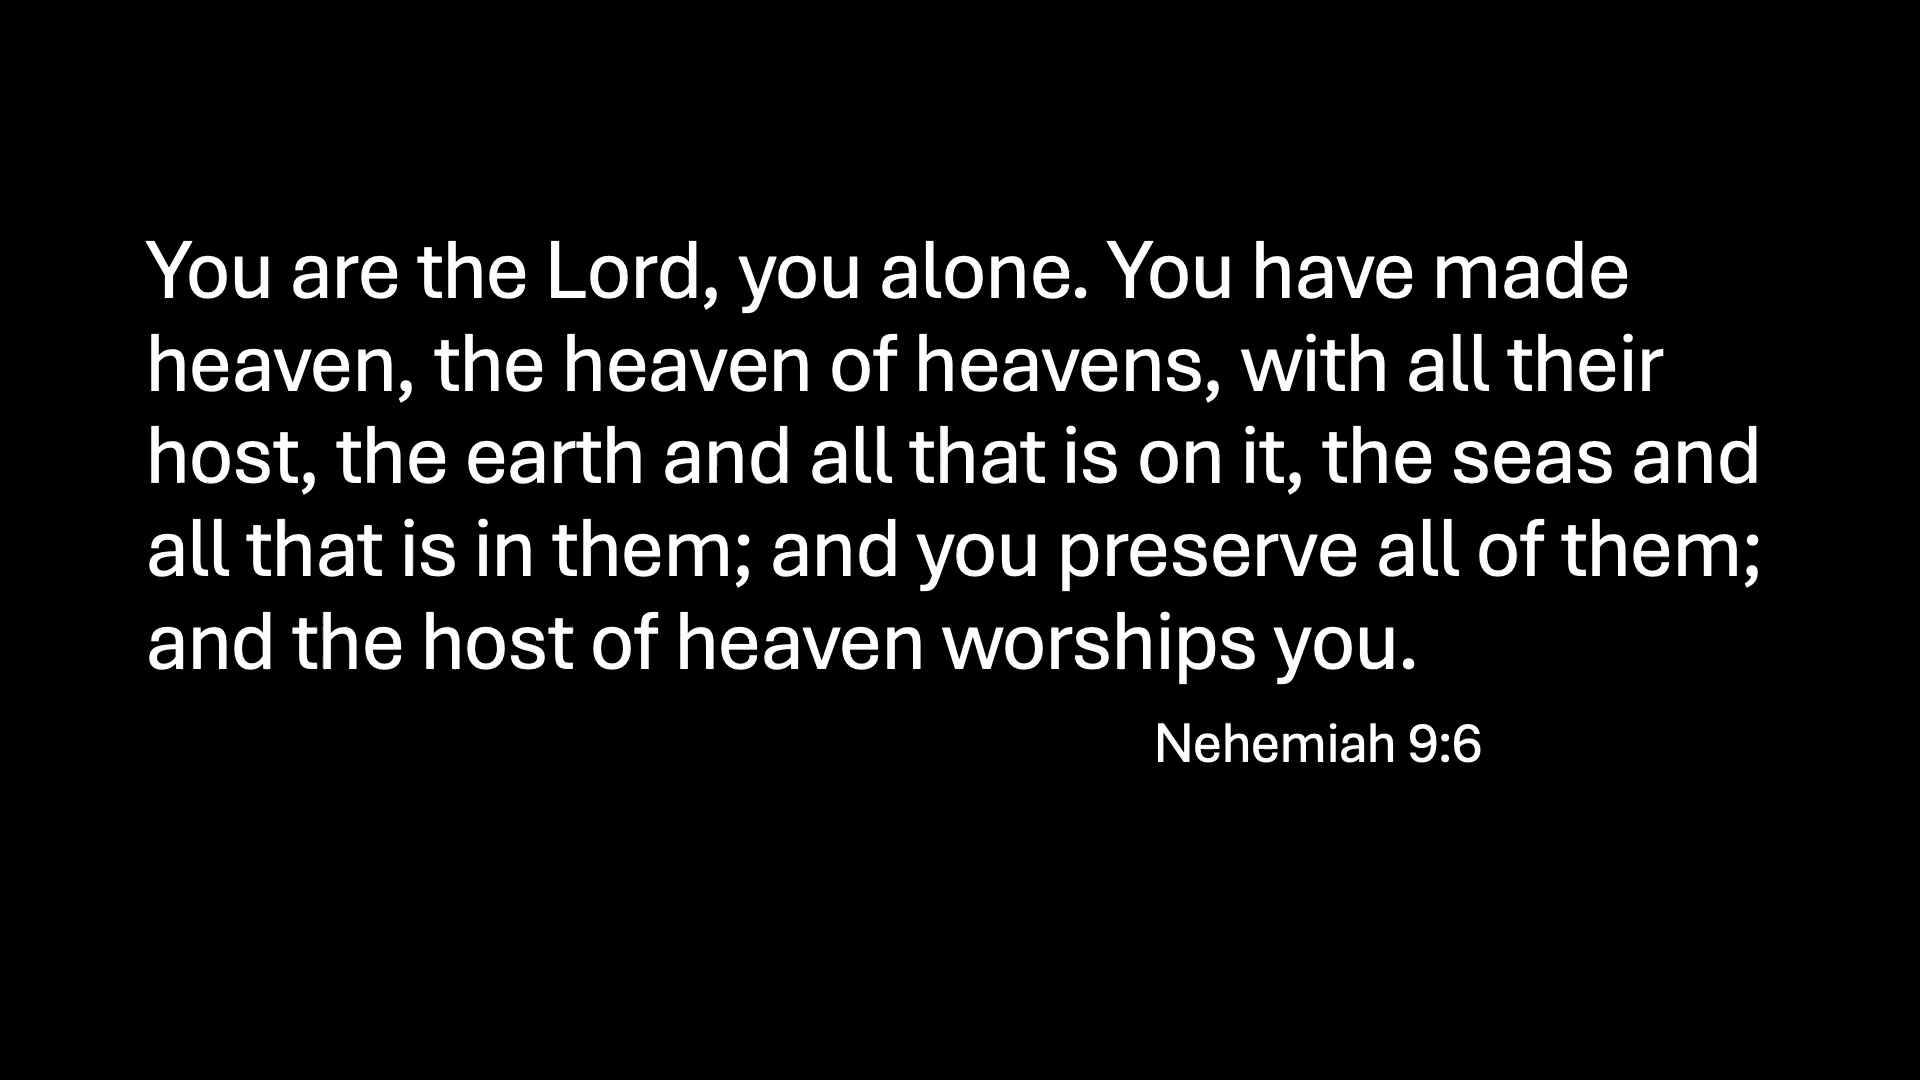 You are the Lord, you alone. You have made
heaven, the heaven of heavens, with all their
host, the earth and all that is on it, the seas and
all that is in them; and you preserve all of them;
and the host of heaven worships you.
Nehemiah 9:6